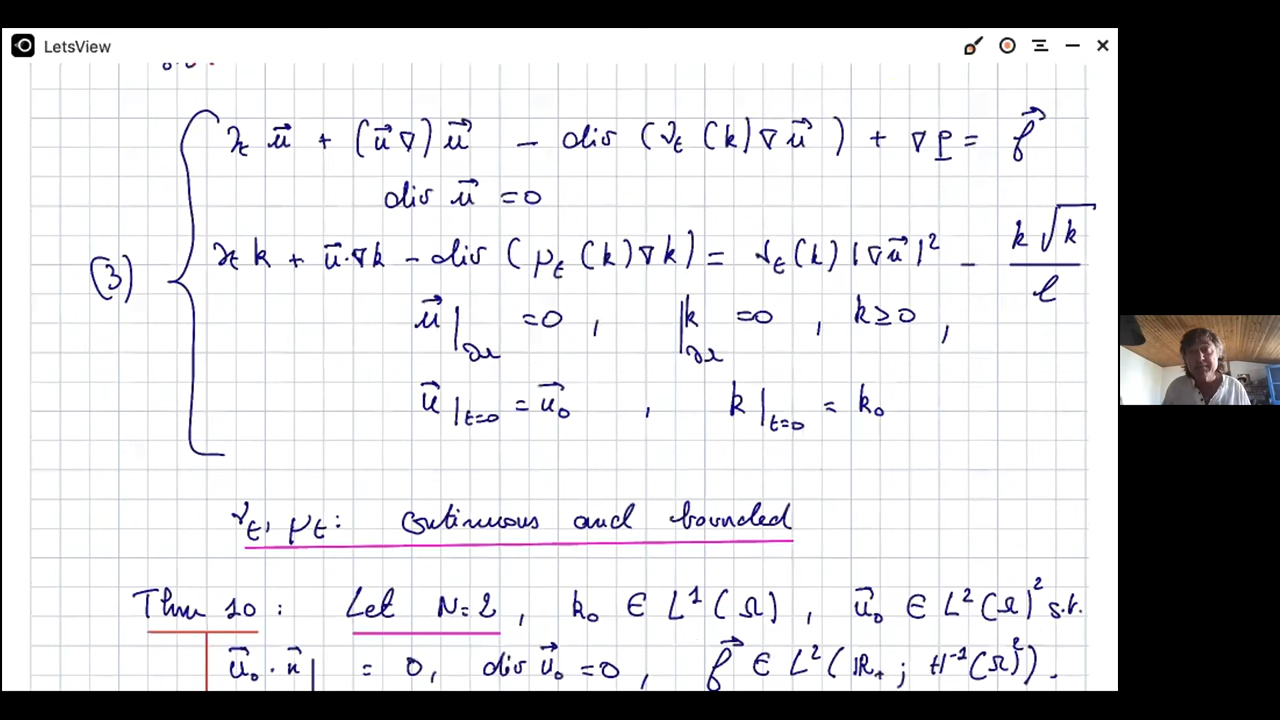 LetsView
∂t u⃗ + (u⃗ ∇) u⃗ − div (νt (k) ∇ u⃗ ) + ∇ p = f⃗
div u⃗ = 0
(3) ∂t k + u⃗ · ∇k − div ( μt (k) ∇ k) = νt (k) |∇ u⃗ |² − k √k / ℓ
u⃗ |∂Ω = 0 , k|∂Ω = 0 , k ≥ 0 ,
u⃗ |t=0 = u⃗0 , k |t=0 = k0
νt, μt : continuous and bounded
Thm 10 : Let N=2 , k0 ∈ L¹ (Ω) , u⃗0 ∈ L² (Ω)² s.t.
u⃗0 · n⃗ | = 0, div u⃗0 = 0 , f⃗ ∈ L² ( ℝ+ ; H⁻¹ (Ω)²) .